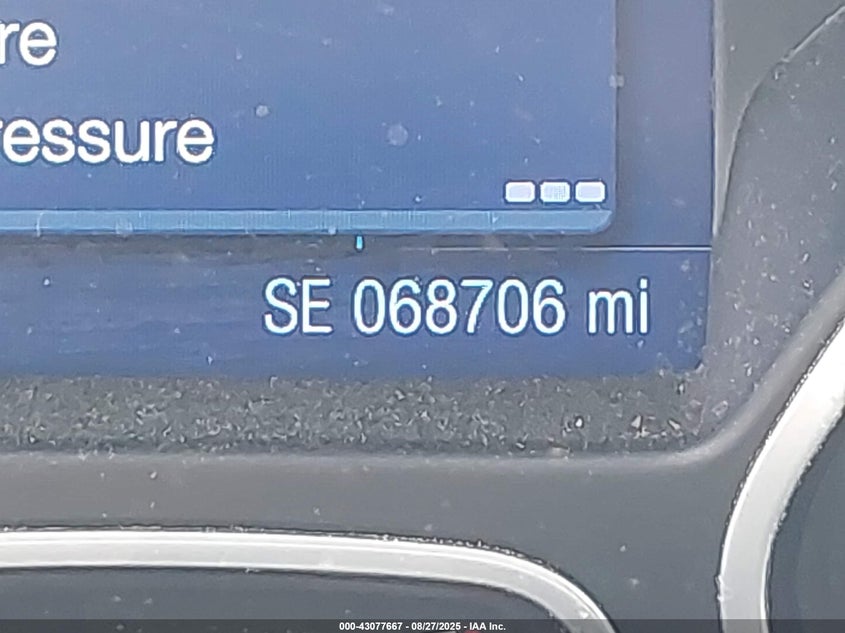 re
ressure
SE 068706 mi
000-43077667 - 08/27/2025 - IAA Inc.